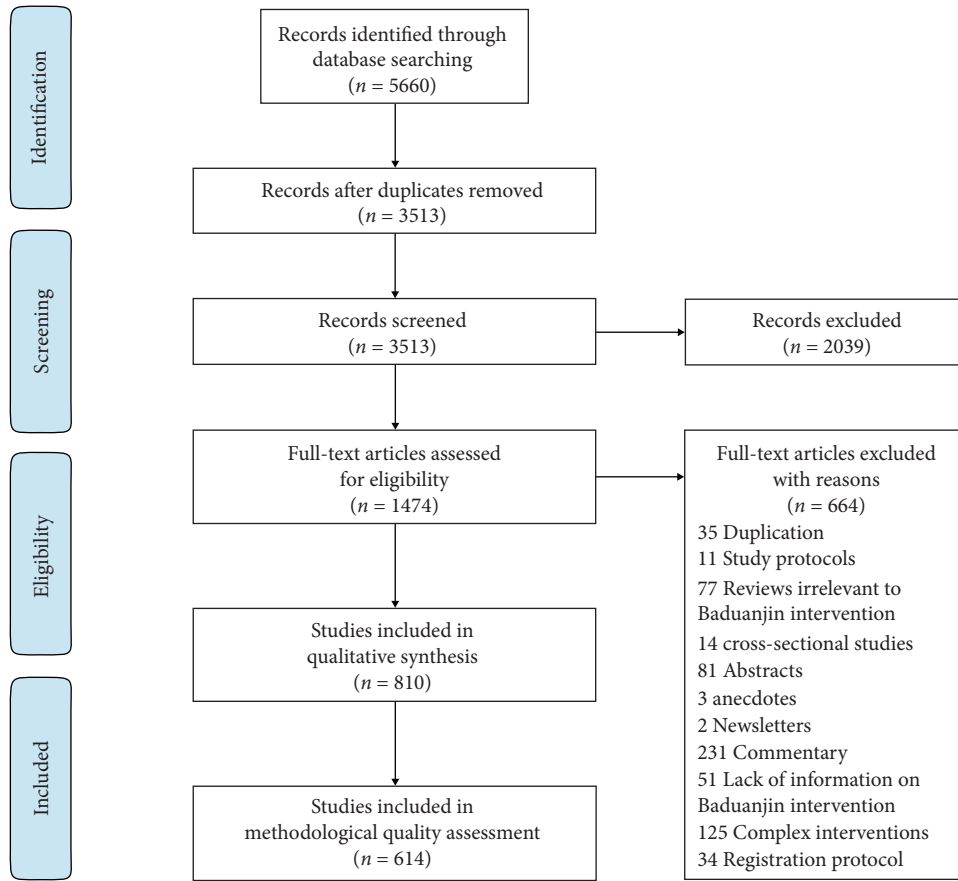 Identification
Records identified through
database searching
(n = 5660)
Records after duplicates removed
(n = 3513)
Screening
Records screened
(n = 3513)
Records excluded
(n = 2039)
Eligibility
Full-text articles assessed
for eligibility
(n = 1474)
Full-text articles excluded
with reasons
(n = 664)
35 Duplication
11 Study protocols
77 Reviews irrelevant to
Baduanjin intervention
14 cross-sectional studies
81 Abstracts
3 anecdotes
2 Newsletters
231 Commentary
51 Lack of information on
Baduanjin intervention
125 Complex interventions
34 Registration protocol
Studies included in
qualitative synthesis
(n = 810)
Included
Studies included in
methodological quality assessment
(n = 614)